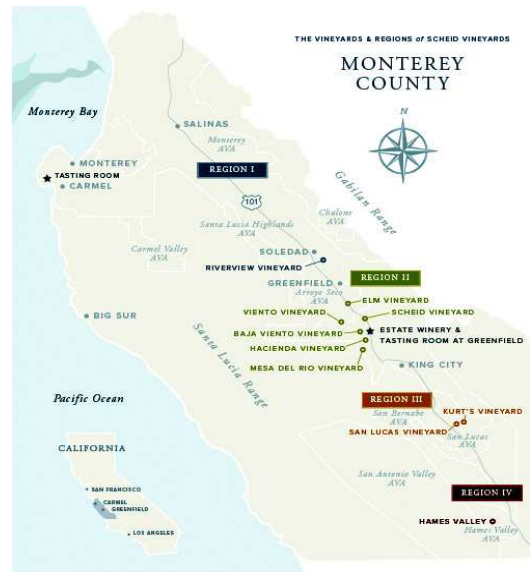 THE VINEYARDS & REGIONS of SCHEID VINEYARDS
MONTEREY
COUNTY
N
Monterey Bay
SALINAS
Monterey
AVA
MONTEREY
TASTING ROOM
CARMEL
REGION I
101
Gabilan Range
Chalone
AVA
Santa Lucia Highlands
AVA
Carmel Valley
AVA
SOLEDAD
RIVERVIEW VINEYARD
REGION II
GREENFIELD
Arroyo Seco
AVA
ELM VINEYARD
VIENTO VINEYARD
SCHEID VINEYARD
BIG SUR
BAJA VIENTO VINEYARD
ESTATE WINERY &
TASTING ROOM AT GREENFIELD
HACIENDA VINEYARD
MESA DEL RIO VINEYARD
Santa Lucia Range
KING CITY
Pacific Ocean
REGION III
San Bernabe
AVA
KURT'S VINEYARD
SAN LUCAS VINEYARD
San Lucas
AVA
CALIFORNIA
San Antonio Valley
AVA
SAN FRANCISCO
CARMEL
GREENFIELD
LOS ANGELES
REGION IV
HAMES VALLEY
Hames Valley
AVA